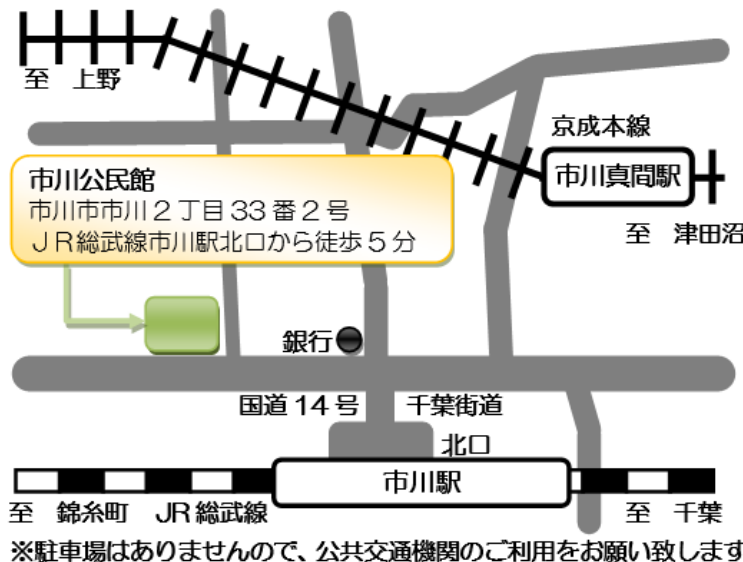 至 上野
京成本線
市川真間駅
至 津田沼
市川公民館
市川市市川2丁目33番2号
JR総武線市川駅北口から徒歩5分
銀行
国道14号 千葉街道
北口
市川駅
至 錦糸町 JR総武線
至 千葉
※駐車場はありませんので、公共交通機関のご利用をお願い致します